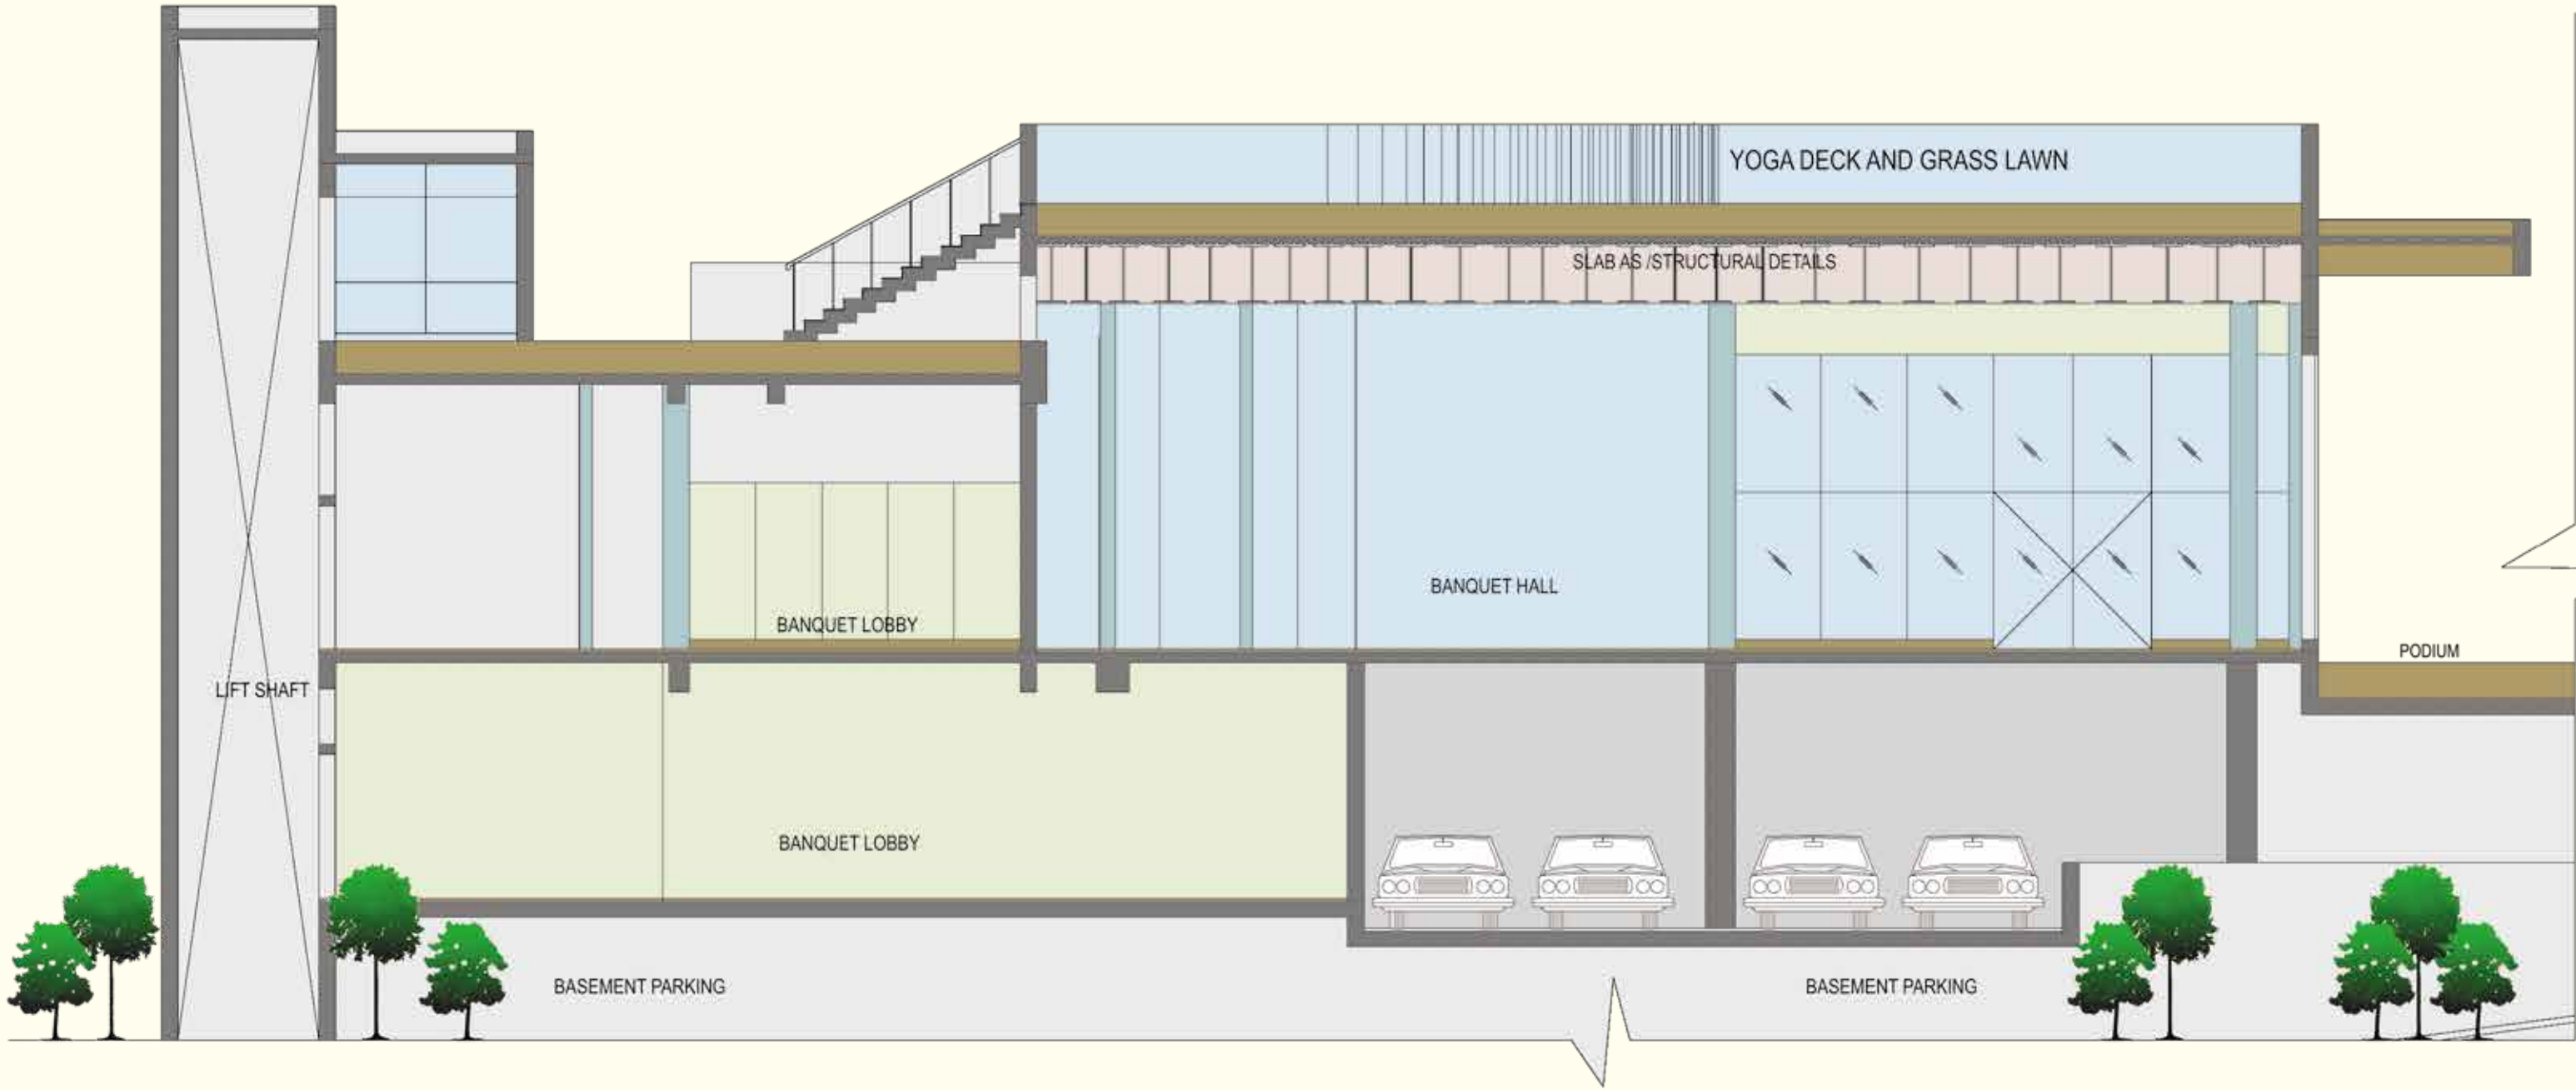 YOGA DECK AND GRASS LAWN
SLAB AS /STRUCTURAL DETAILS
BANQUET HALL
BANQUET LOBBY
PODIUM
LIFT SHAFT
BANQUET LOBBY
BASEMENT PARKING
BASEMENT PARKING